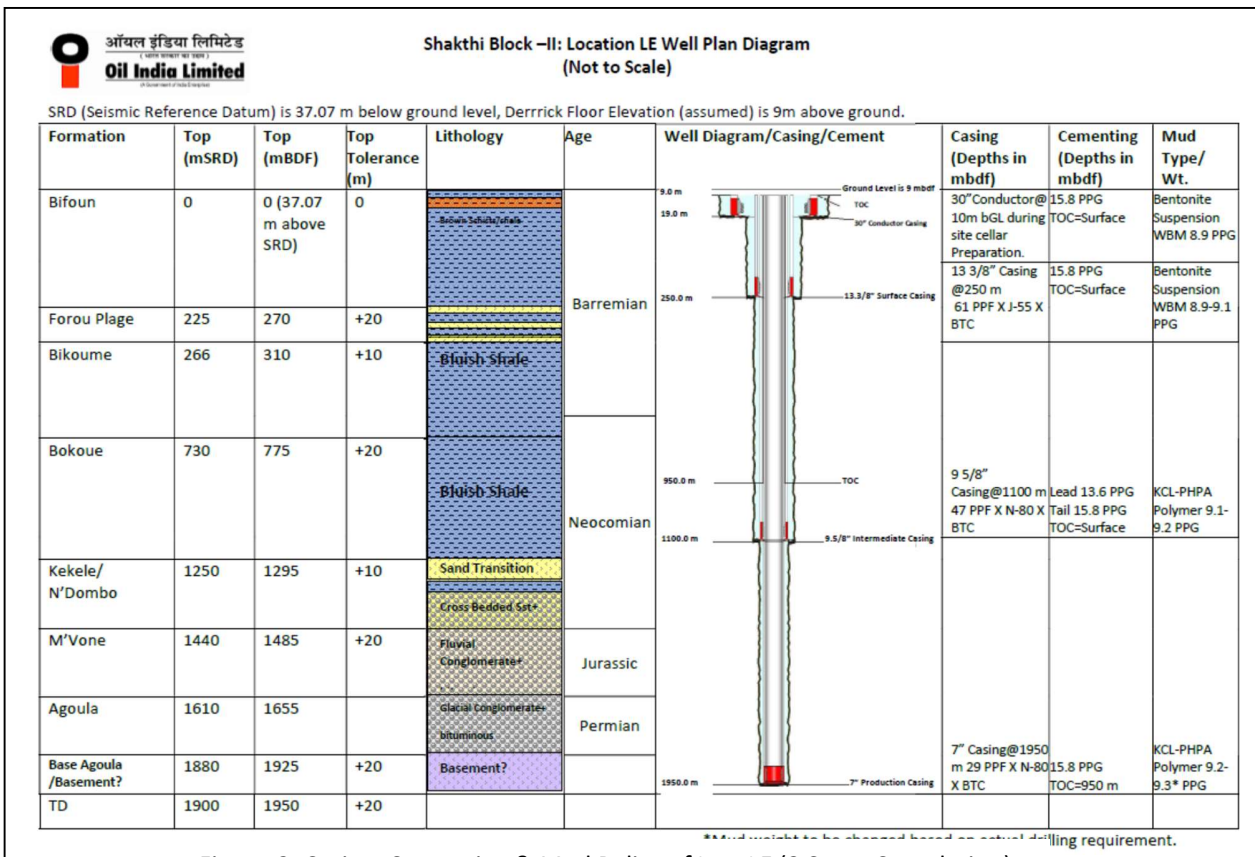 ऑयल इंडिया लिमिटेड
Oil India Limited
Shakthi Block –II: Location LE Well Plan Diagram
(Not to Scale)
SRD (Seismic Reference Datum) is 37.07 m below ground level, Derrrick Floor Elevation (assumed) is 9m above ground.
Formation
Top
(mSRD)
Top
(mBDF)
Top
Tolerance
(m)
Lithology
Age
Well Diagram/Casing/Cement
Casing
(Depths in
mbdf)
Cementing
(Depths in
mbdf)
Mud
Type/
Wt.
Bifoun
0
0 (37.07
m above
SRD)
0
Forou Plage
225
270
+20
Bikoume
266
310
+10
Bluish Shale
Bokoue
730
775
+20
Bluish Shale
Kekele/
N'Dombo
1250
1295
+10
Sand Transition
Cross Bedded Sst+
M'Vone
1440
1485
+20
Fluvial
Conglomerate+
Agoula
1610
1655
Glacial Conglomerate+
bituminous
Base Agoula
/Basement?
1880
1925
+20
Basement?
TD
1900
1950
+20
Barremian
Neocomian
Jurassic
Permian
9.0 m
Ground Level is 9 mbdf
TOC
19.0 m
30" Conductor Casing
250.0 m
13.3/8" Surface Casing
950.0 m
TOC
1100.0 m
9.5/8" Intermediate Casing
1950.0 m
7" Production Casing
30"Conductor@
10m bGL during
site cellar
Preparation.
15.8 PPG
TOC=Surface
Bentonite
Suspension
WBM 8.9 PPG
13 3/8" Casing
@250 m
61 PPF X J-55 X
BTC
15.8 PPG
TOC=Surface
Bentonite
Suspension
WBM 8.9-9.1
PPG
9 5/8"
Casing@1100 m
47 PPF X N-80 X
BTC
Lead 13.6 PPG
Tail 15.8 PPG
TOC=Surface
KCL-PHPA
Polymer 9.1-
9.2 PPG
7" Casing@1950
m 29 PPF X N-80
X BTC
15.8 PPG
TOC=950 m
KCL-PHPA
Polymer 9.2-
9.3* PPG
*Mud weight to be changed based on actual drilling requirement.